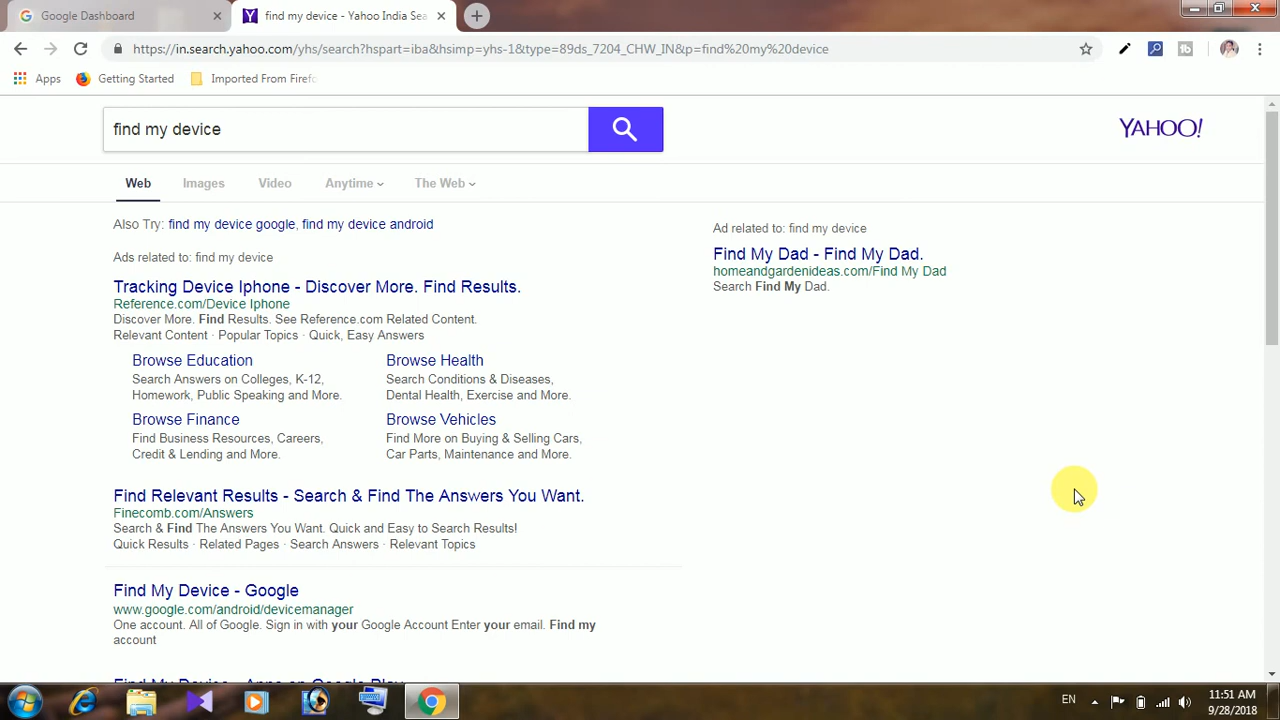 Google Dashboard
find my device - Yahoo India Sea
https://in.search.yahoo.com/yhs/search?hspart=iba&hsimp=yhs-1&type=89ds_7204_CHW_IN&p=find%20my%20device
Apps
Getting Started
Imported From Firefo
find my device
YAHOO!
Web
Images
Video
Anytime
The Web
Also Try: find my device google, find my device android
Ads related to: find my device
Tracking Device Iphone - Discover More. Find Results.
Reference.com/Device Iphone
Discover More. Find Results. See Reference.com Related Content.
Relevant Content · Popular Topics · Quick, Easy Answers
Browse Education
Search Answers on Colleges, K-12,
Homework, Public Speaking and More.
Browse Health
Search Conditions & Diseases,
Dental Health, Exercise and More.
Browse Finance
Find Business Resources, Careers,
Credit & Lending and More.
Browse Vehicles
Find More on Buying & Selling Cars,
Car Parts, Maintenance and More.
Find Relevant Results - Search & Find The Answers You Want.
Finecomb.com/Answers
Search & Find The Answers You Want. Quick and Easy to Search Results!
Quick Results · Related Pages · Search Answers · Relevant Topics
Find My Device - Google
www.google.com/android/devicemanager
One account. All of Google. Sign in with your Google Account Enter your email. Find my
account
Find My Device - Apps on Google Play
Ad related to: find my device
Find My Dad - Find My Dad.
homeandgardenideas.com/Find My Dad
Search Find My Dad.
EN
11:51 AM
9/28/2018